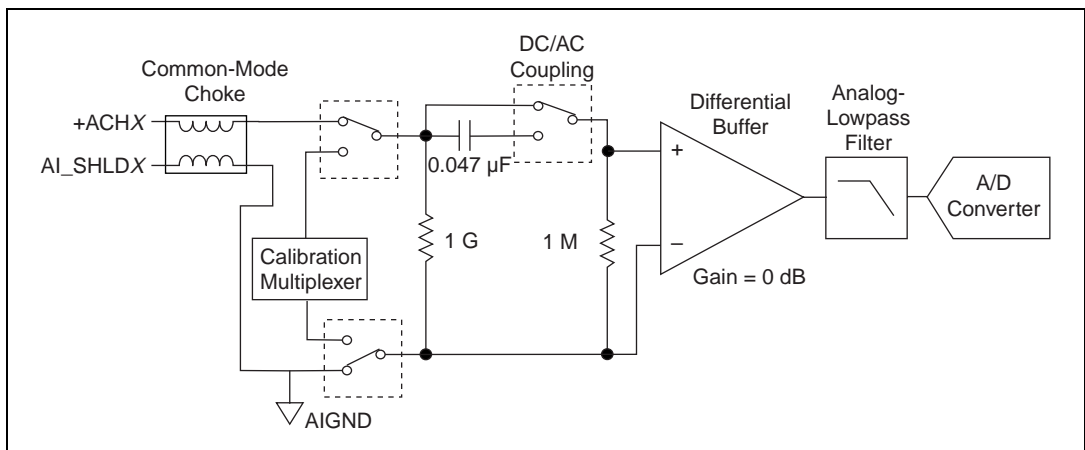 Common-Mode
Choke
+ACHX
AI_SHLDX
DC/AC
Coupling
0.047 µF
1 G
1 M
Calibration
Multiplexer
AIGND
Differential
Buffer
+
–
Gain = 0 dB
Analog-
Lowpass
Filter
A/D
Converter